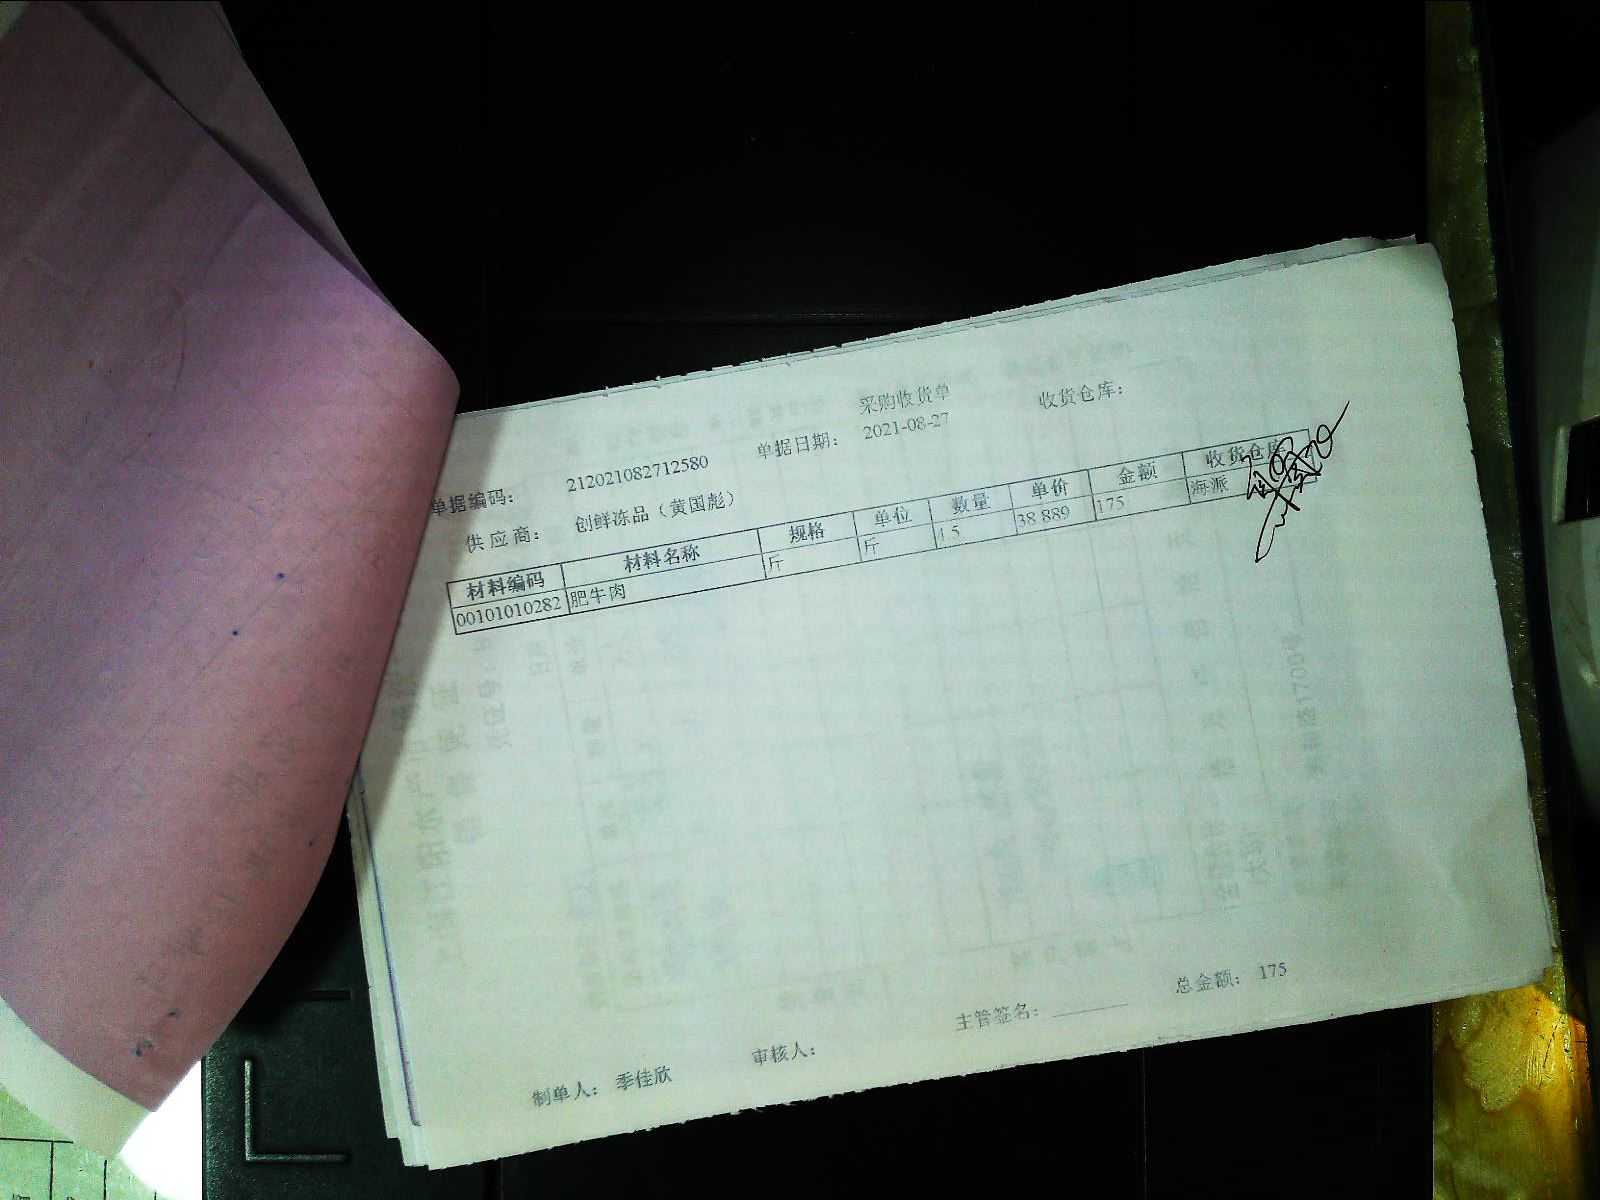 采购收货单
单据编码： 212021082712580 单据日期： 2021-08-27 收货仓库：
供应商： 创鲜冻品（黄国彪）
材料编码 材料名称 规格 单位 数量 单价 金额 收货仓库
00101010282 肥牛肉 斤 斤 4.5 38.889 175 海派
主管签名： 总金额： 175
制单人： 季佳欣 审核人：